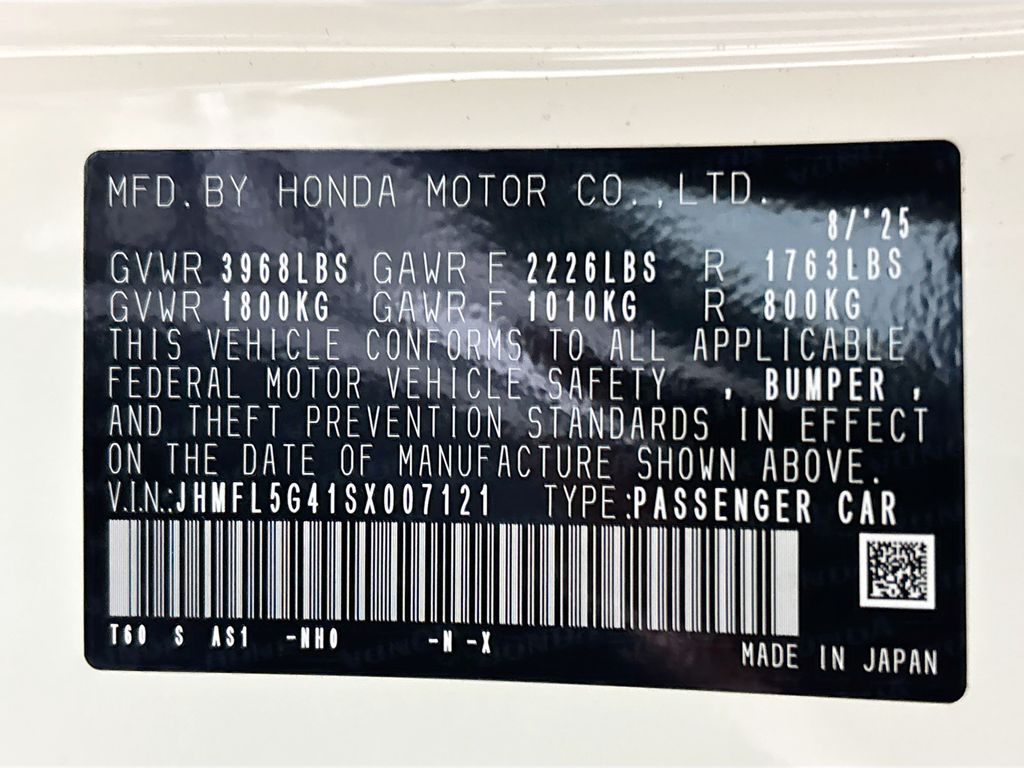 MFD.BY HONDA MOTOR CO.,LTD.
8/'25
GVWR 3968LBS GAWR F 2226LBS R 1763LBS
GVWR 1800KG GAWR F 1010KG R 800KG
THIS VEHICLE CONFORMS TO ALL APPLICABLE
FEDERAL MOTOR VEHICLE SAFETY , BUMPER ,
AND THEFT PREVENTION STANDARDS IN EFFECT
ON THE DATE OF MANUFACTURE SHOWN ABOVE.
V.I.N.:JHMFL5G41SX007121 TYPE:PASSENGER CAR
T60 S AS1 -NH0 -N -X
MADE IN JAPAN